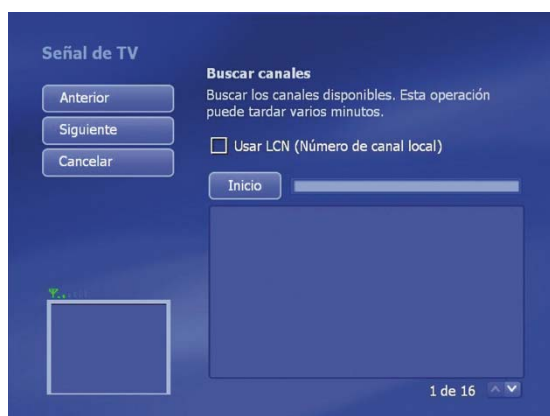 Señal de TV
Anterior
Siguiente
Cancelar
Buscar canales
Buscar los canales disponibles. Esta operación
puede tardar varios minutos.
Usar LCN (Número de canal local)
Inicio
1 de 16